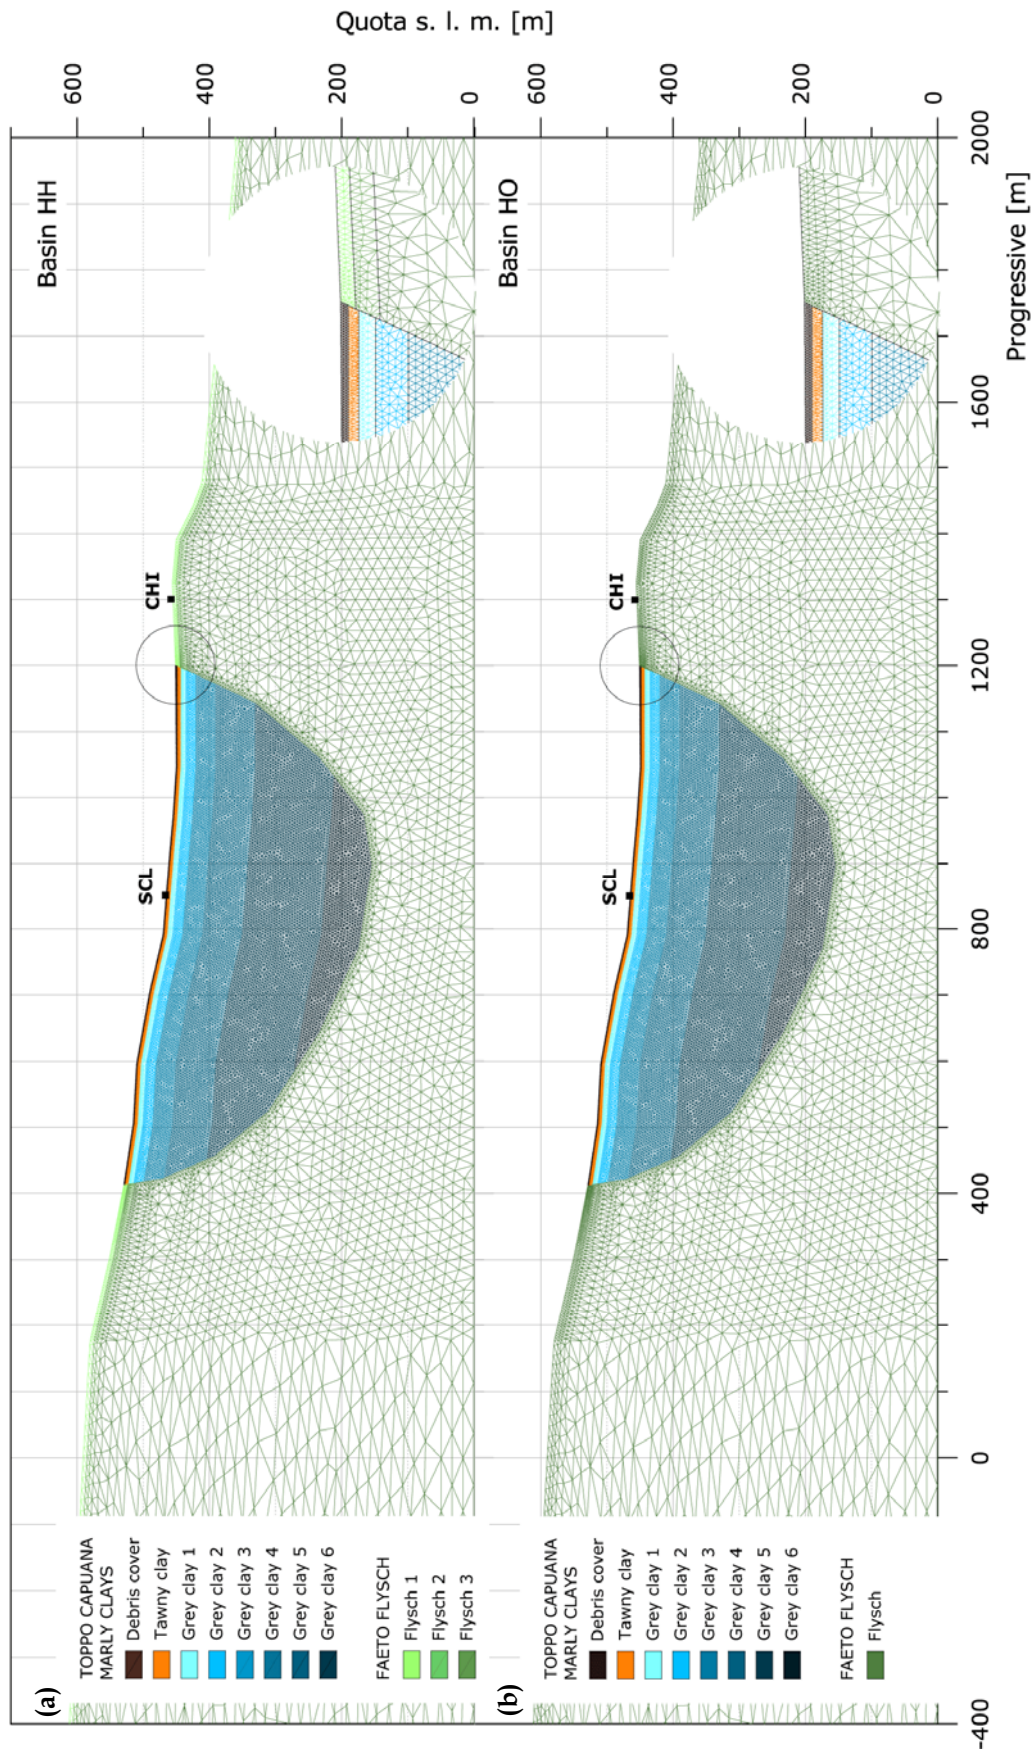 Quota s. l. m. [m]
(a)
Basin HH
600
400
200
0
CHI
SCL
TOPPO CAPUANA
MARLY CLAYS
Debris cover
Tawny clay
Grey clay 1
Grey clay 2
Grey clay 3
Grey clay 4
Grey clay 5
Grey clay 6
FAETO FLYSCH
Flysch 1
Flysch 2
Flysch 3
(b)
Basin HO
600
400
200
0
CHI
SCL
TOPPO CAPUANA
MARLY CLAYS
Debris cover
Tawny clay
Grey clay 1
Grey clay 2
Grey clay 3
Grey clay 4
Grey clay 5
Grey clay 6
FAETO FLYSCH
Flysch
-400
0
400
800
1200
1600
2000
Progressive [m]